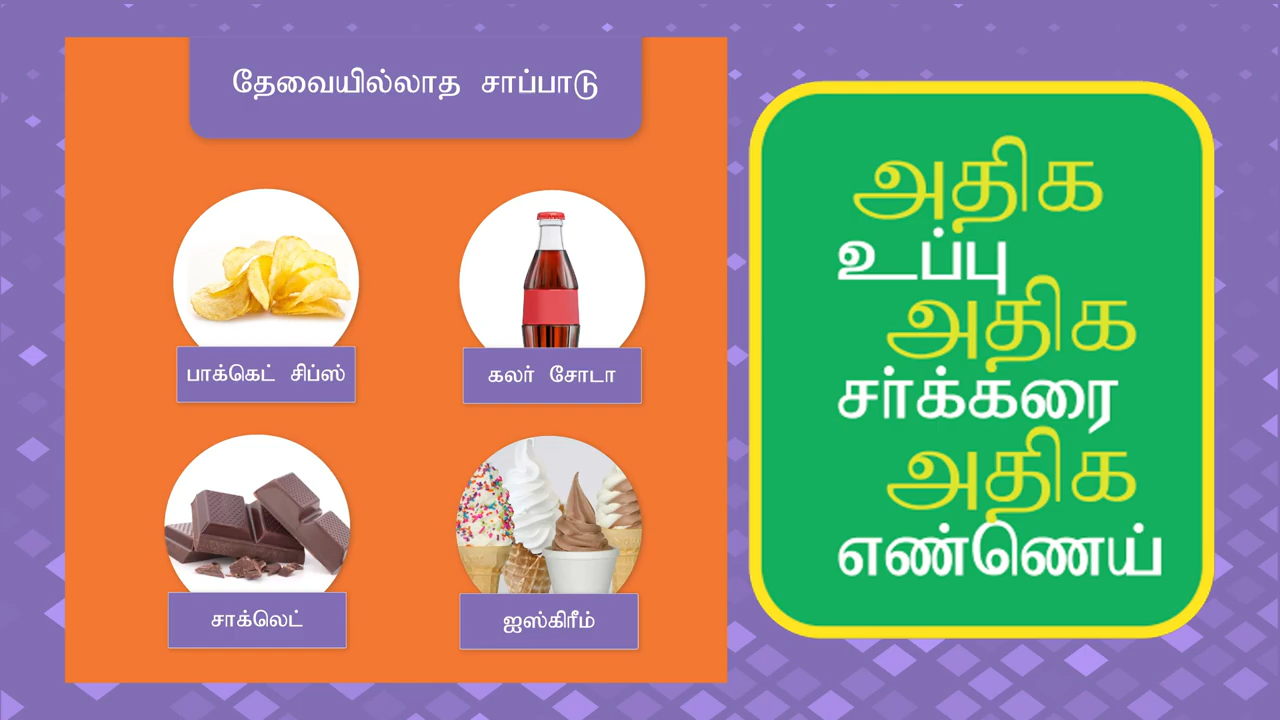 தேவையில்லாத சாப்பாடு
பாக்கெட் சிப்ஸ்
கலர் சோடா
சாக்லெட்
ஐஸ்கிரீம்
அதிக
உப்பு
அதிக
சர்க்கரை
அதிக
எண்ணெய்